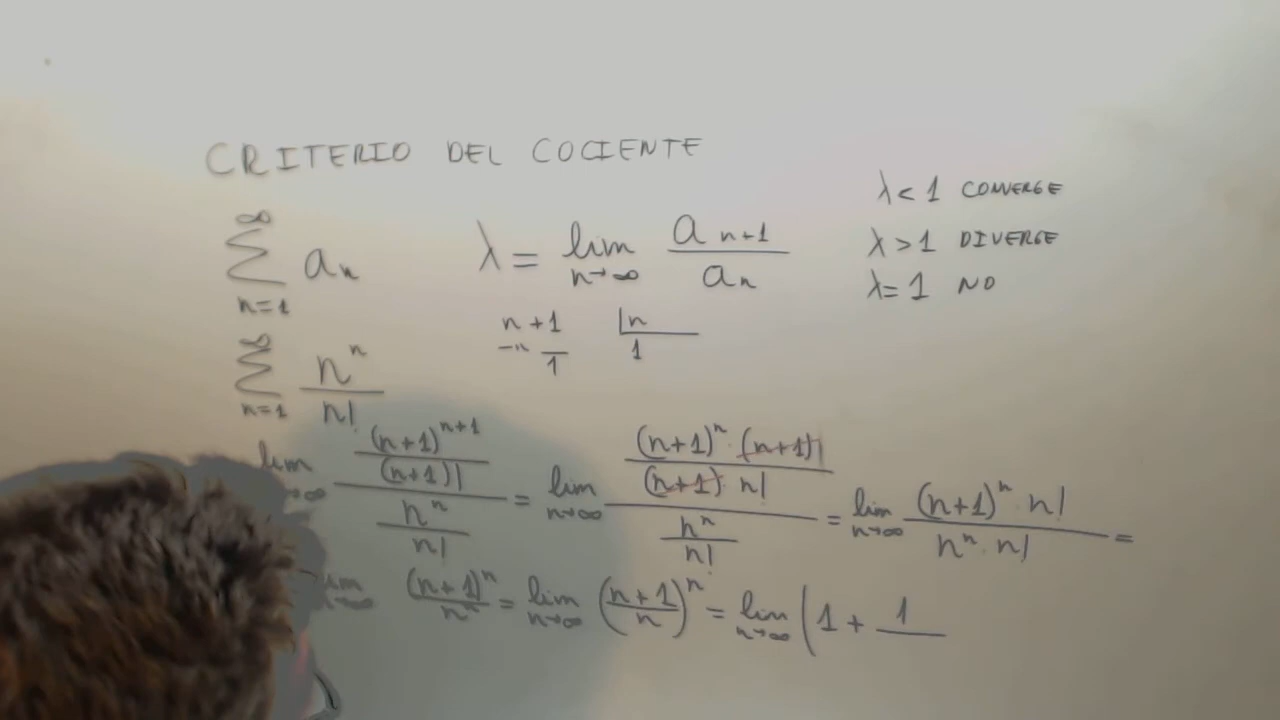 CRITERIO DEL COCIENTE
∞
∑ aₙ
n=1
λ = lim aₙ₊₁ / aₙ
n→∞
λ < 1 CONVERGE
λ > 1 DIVERGE
λ = 1 NO
n+1 |n
-n 1
1
∞
∑ nⁿ / n!
n=1
lim ((n+1)ⁿ⁺¹ / (n+1)!) / (nⁿ / n!) = lim n→∞ ((n+1)ⁿ · (n+1) / (n+1) · n!) / (nⁿ / n!) = lim n→∞ (n+1)ⁿ · n! / nⁿ · n! =
(n+1)ⁿ / nⁿ = lim n→∞ ((n+1) / n)ⁿ = lim n→∞ (1 + 1